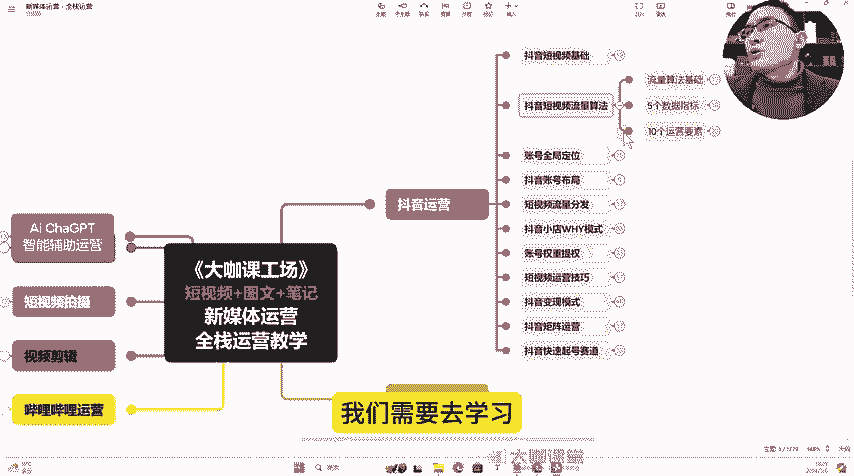 新媒体运营·全栈运营
抖音短视频基础
抖音短视频流量算法
流量算法基础
5个数据指标
10个运营要素
账号全局定位
抖音账号布局
短视频流量分发
抖音小店WHY模式
账号权重提权
短视频运营技巧
抖音变现模式
抖音矩阵运营
抖音快速起号赛道
抖音运营
Ai ChaGPT
智能辅助运营
短视频拍摄
视频剪辑
哔哩哔哩运营
《大咖课工场》
短视频+图文+笔记
新媒体运营
全栈运营教学
我们需要去学习
大咖课堂